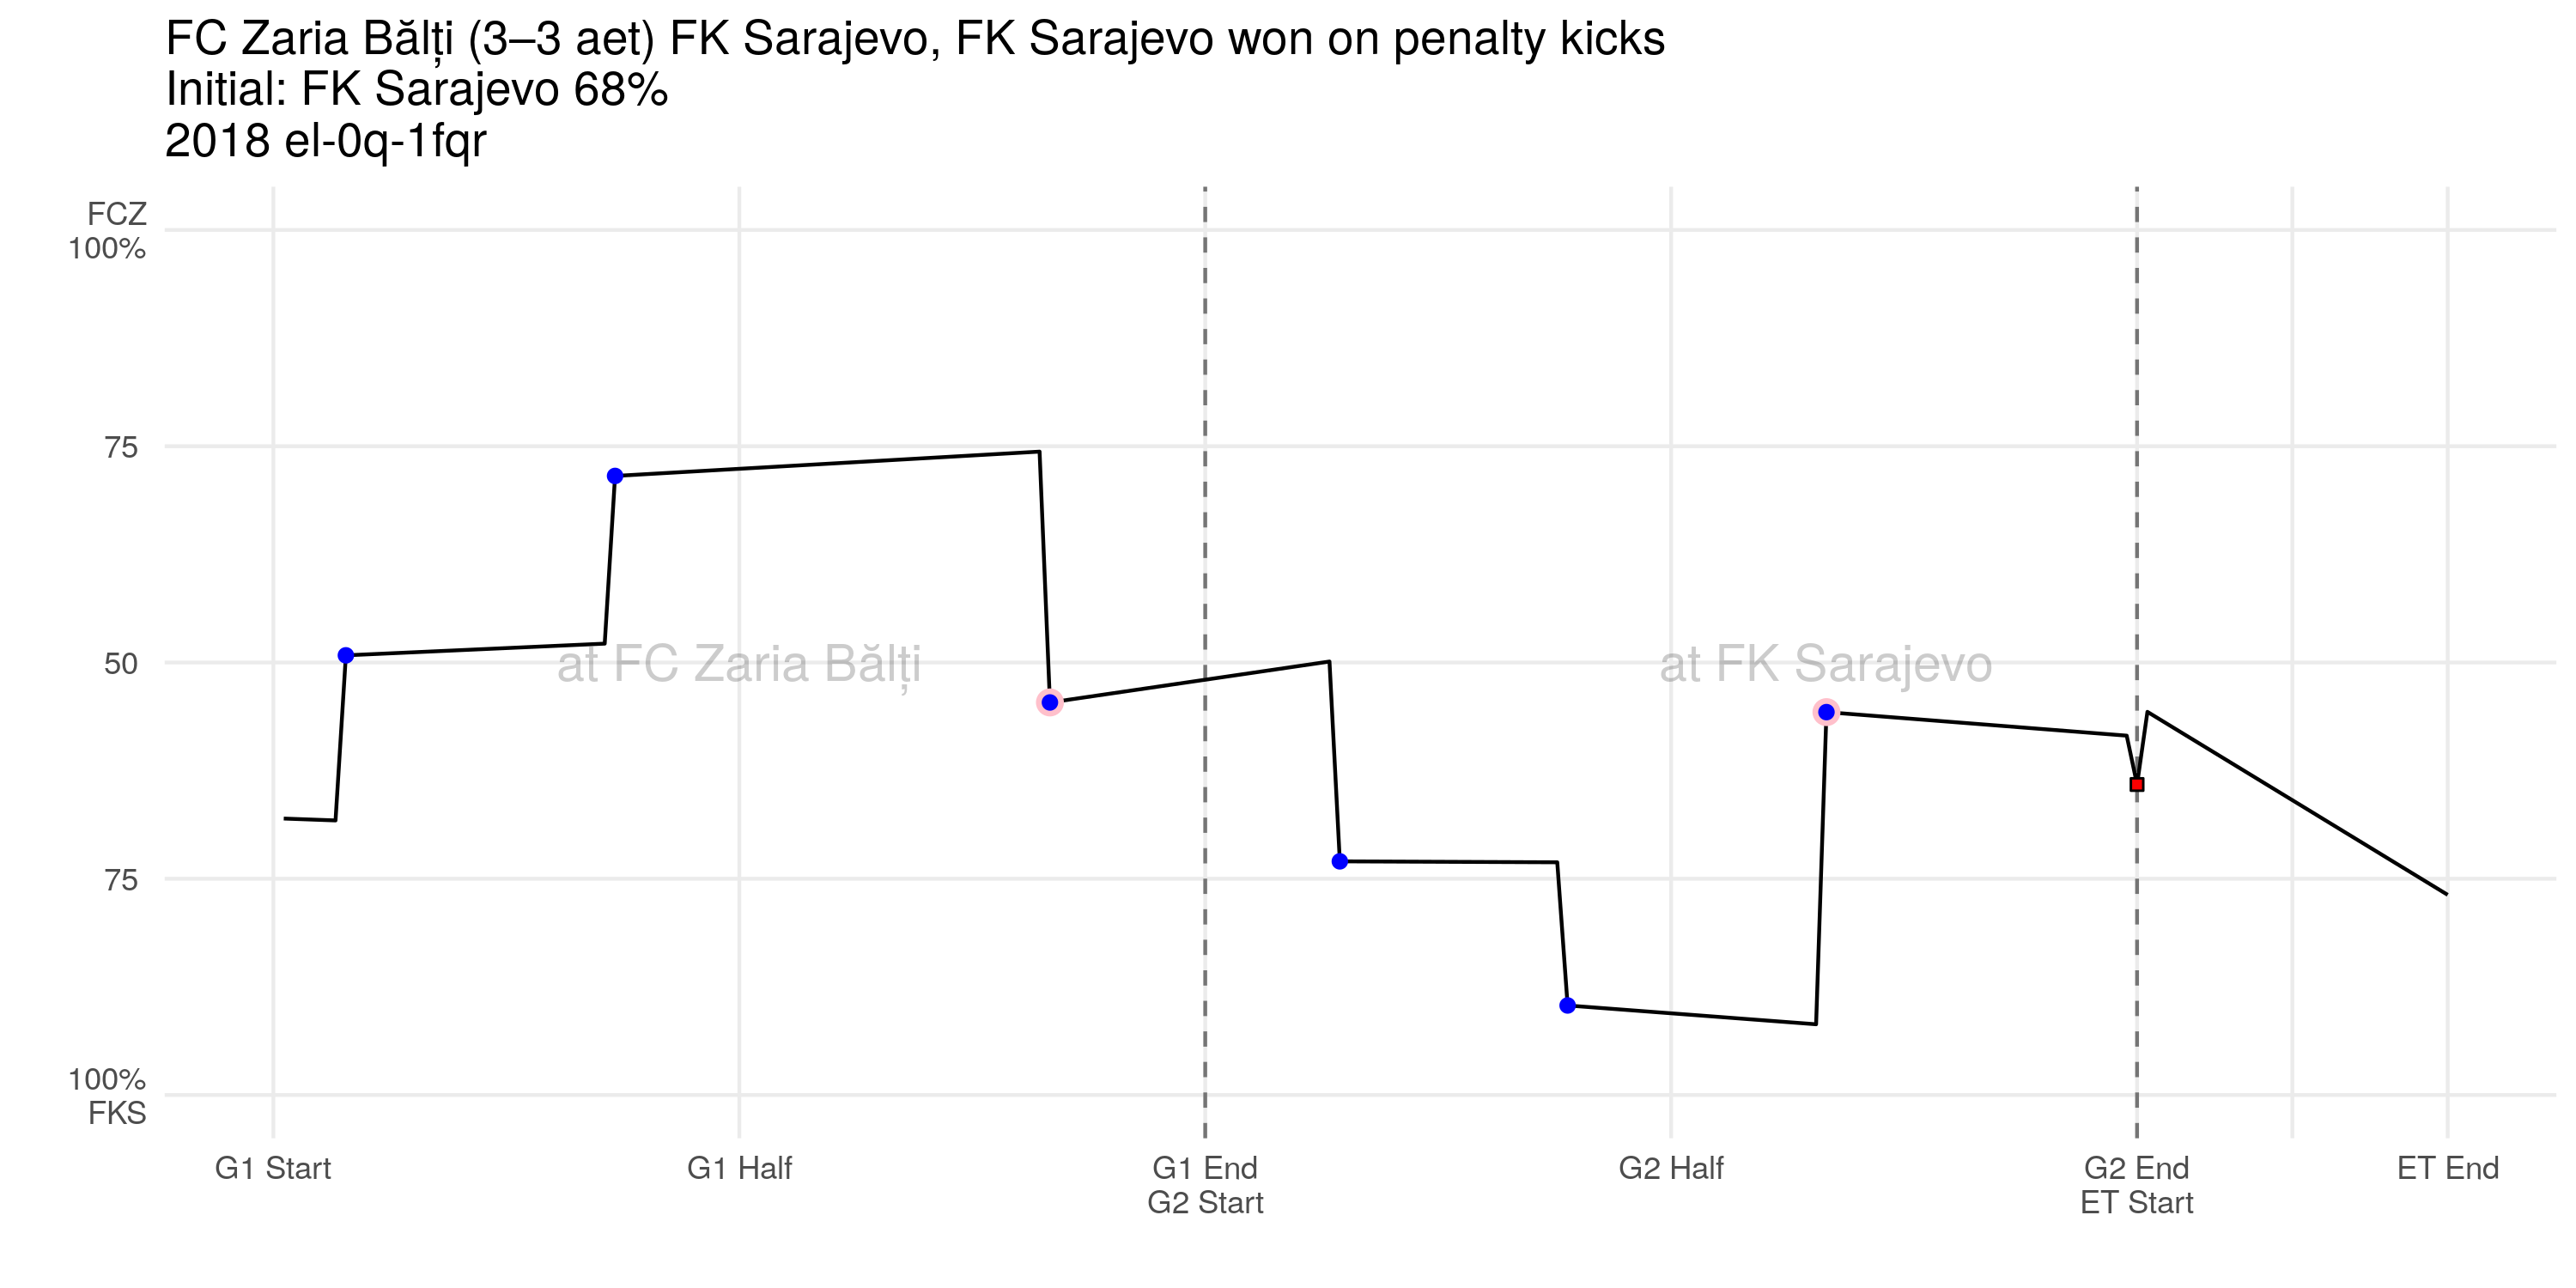 FC Zaria Bălți (3–3 aet) FK Sarajevo, FK Sarajevo won on penalty kicks
Initial: FK Sarajevo 68%
2018 el-0q-1fqr
FCZ
100%
75
50
75
100%
FKS
at FC Zaria Bălți
at FK Sarajevo
G1 Start
G1 Half
G1 End
G2 Start
G2 Half
G2 End
ET Start
ET End